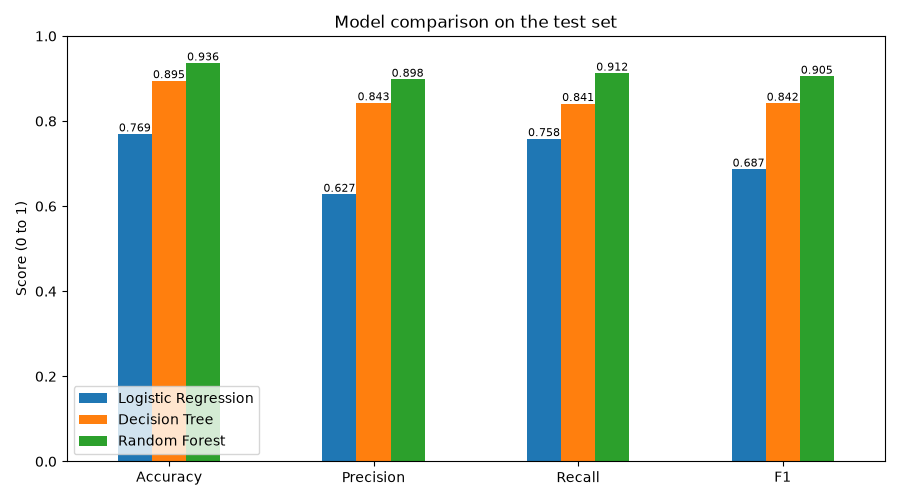 Model comparison on the test set
Score (0 to 1)
1.0
0.8
0.6
0.4
0.2
0.0
0.769
0.895
0.936
0.627
0.843
0.898
0.758
0.841
0.912
0.687
0.842
0.905
Logistic Regression
Decision Tree
Random Forest
Accuracy
Precision
Recall
F1